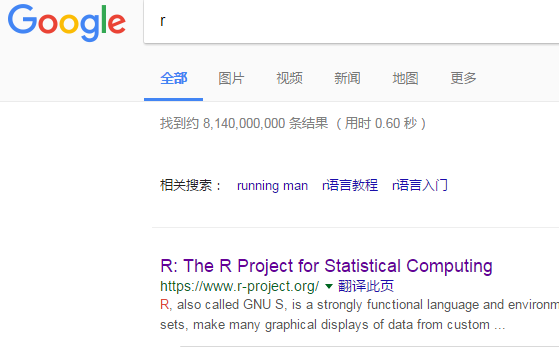 Google
r
全部 图片 视频 新闻 地图 更多
找到约 8,140,000,000 条结果 （用时 0.60 秒）
相关搜索： running man r语言教程 r语言入门
R: The R Project for Statistical Computing
https://www.r-project.org/ 翻译此页
R, also called GNU S, is a strongly functional language and environm
sets, make many graphical displays of data from custom ...